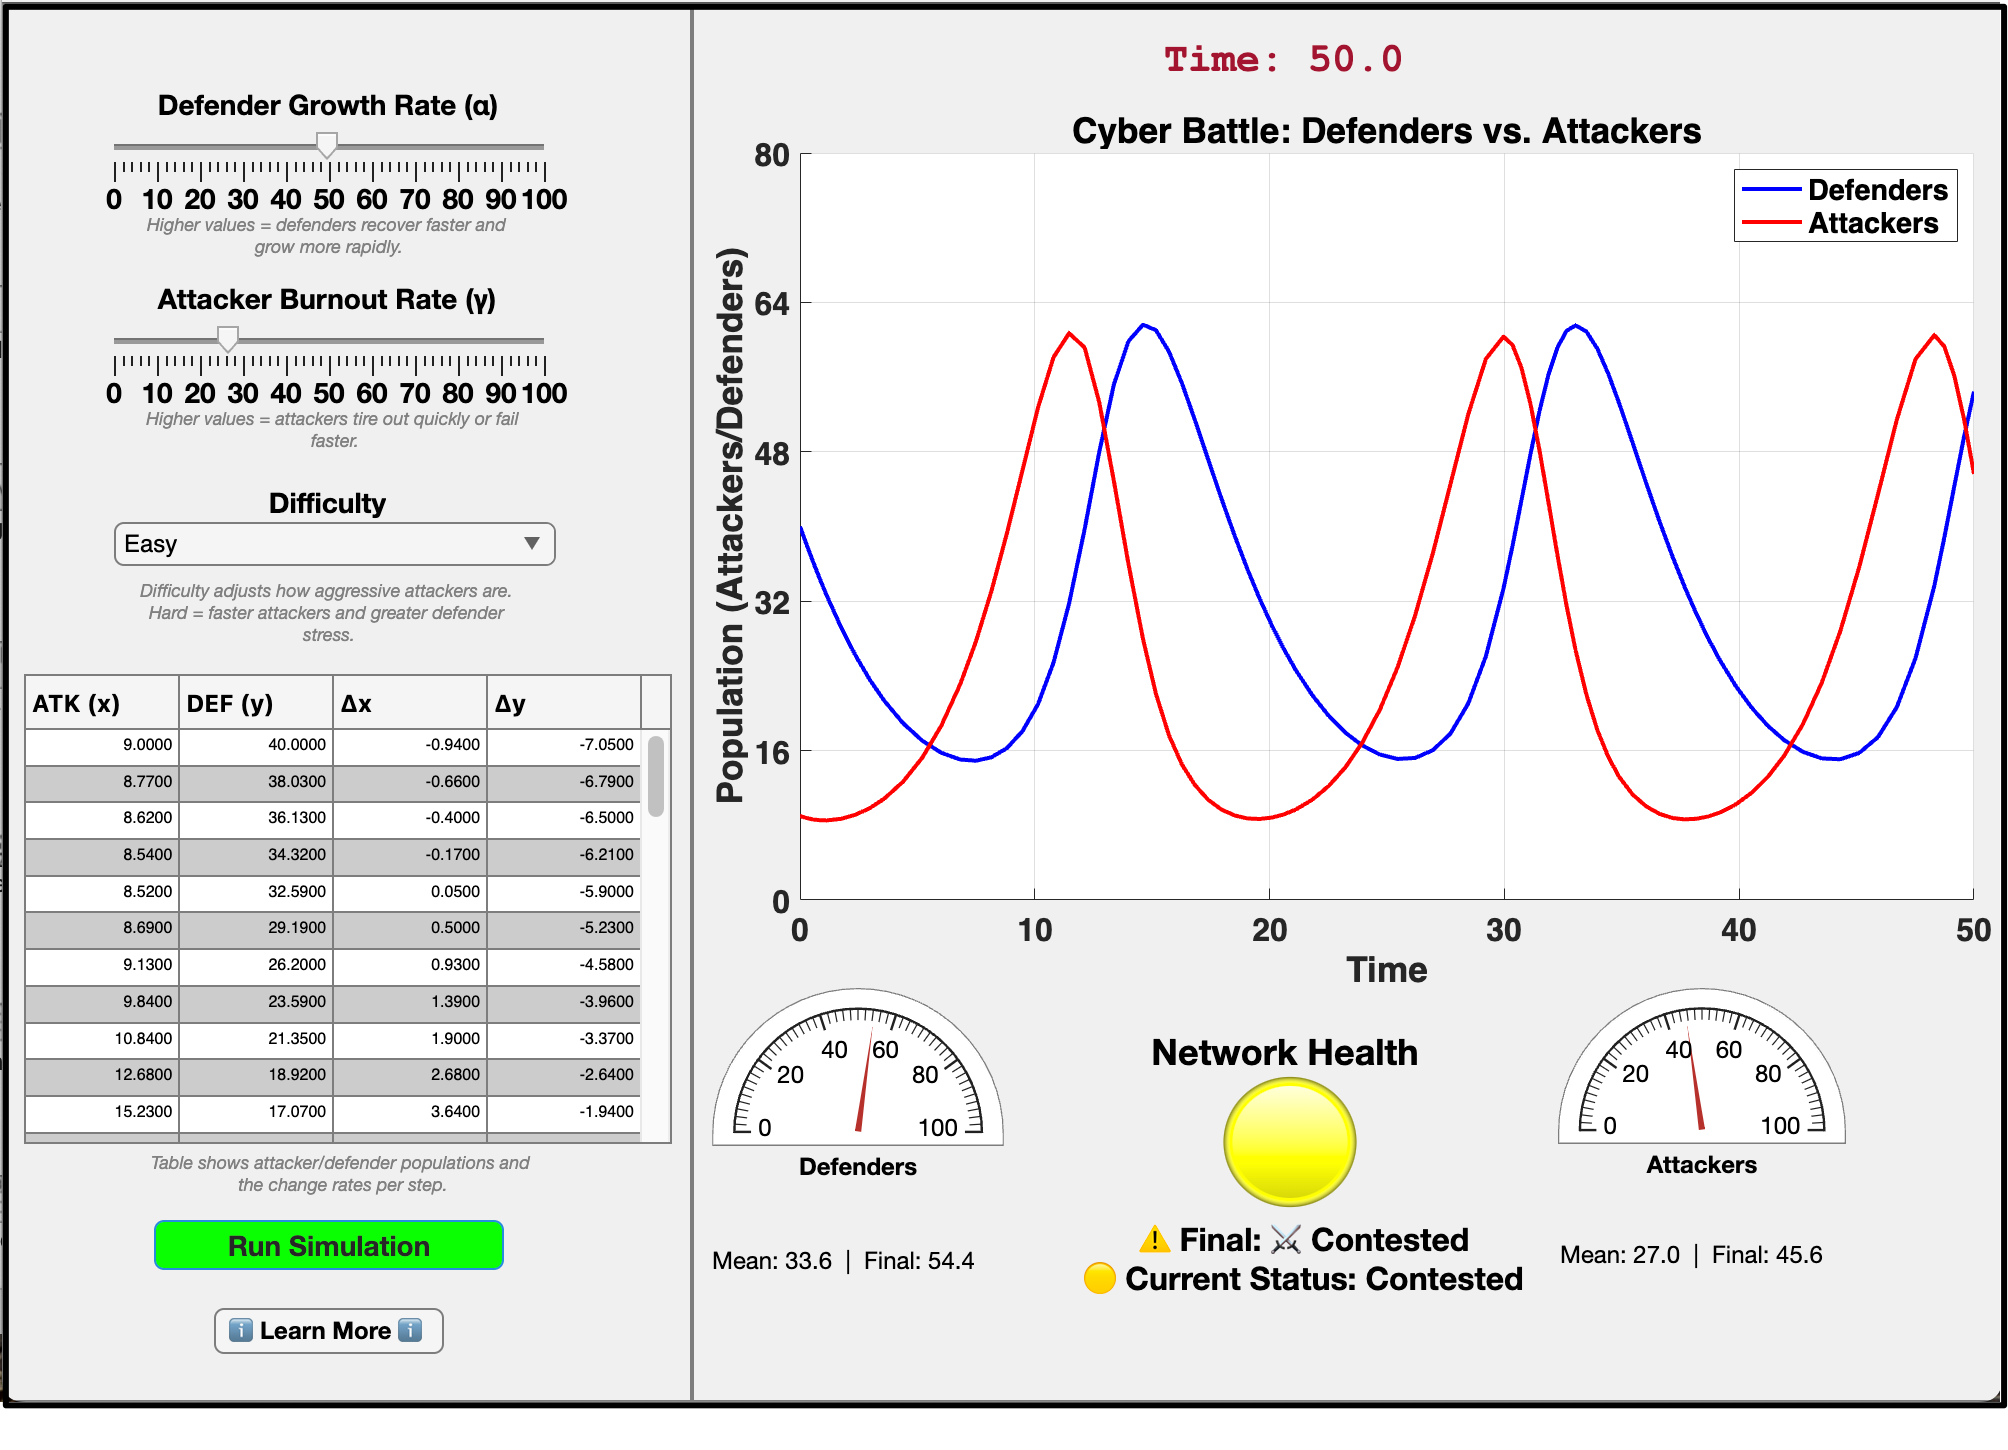 Defender Growth Rate (α)
0 10 20 30 40 50 60 70 80 90 100
Higher values = defenders recover faster and
grow more rapidly.
Attacker Burnout Rate (γ)
0 10 20 30 40 50 60 70 80 90 100
Higher values = attackers tire out quickly or fail
faster.
Difficulty
Easy
Difficulty adjusts how aggressive attackers are.
Hard = faster attackers and greater defender
stress.
ATK (x) DEF (y) Δx Δy
9.0000 40.0000 -0.9400 -7.0500
8.7700 38.0300 -0.6600 -6.7900
8.6200 36.1300 -0.4000 -6.5000
8.5400 34.3200 -0.1700 -6.2100
8.5200 32.5900 0.0500 -5.9000
8.6900 29.1900 0.5000 -5.2300
9.1300 26.2000 0.9300 -4.5800
9.8400 23.5900 1.3900 -3.9600
10.8400 21.3500 1.9000 -3.3700
12.6800 18.9200 2.6800 -2.6400
15.2300 17.0700 3.6400 -1.9400
Table shows attacker/defender populations and
the change rates per step.
Run Simulation
ℹ️ Learn More ℹ️
Time: 50.0
Cyber Battle: Defenders vs. Attackers
Population (Attackers/Defenders)
80
64
48
32
16
0
Defenders
Attackers
0 10 20 30 40 50
Time
0 20 40 60 80 100
Defenders
Mean: 33.6 | Final: 54.4
Network Health
⚠️ Final: ⚔️ Contested
🟡 Current Status: Contested
0 20 40 60 80 100
Attackers
Mean: 27.0 | Final: 45.6